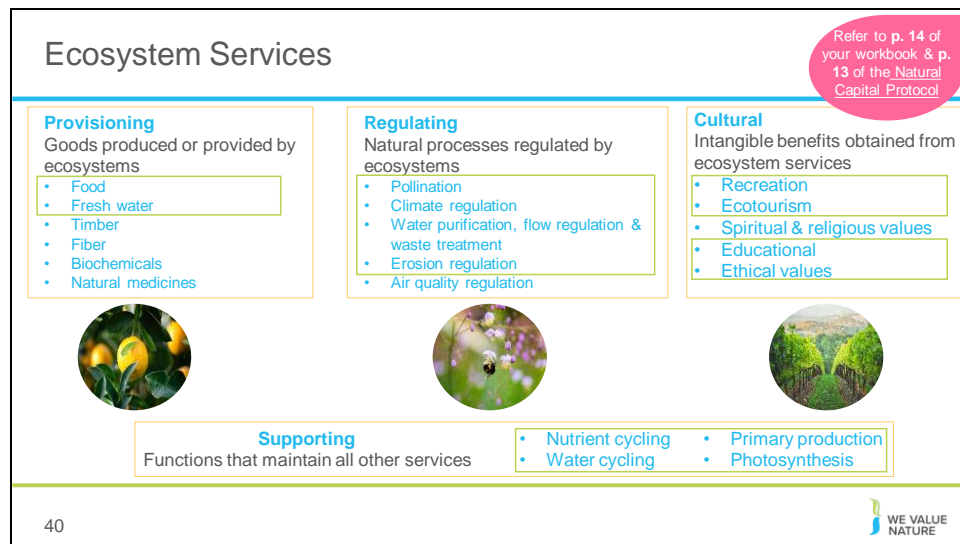 Ecosystem Services
Refer to p. 14 of
your workbook & p.
13 of the Natural
Capital Protocol
Provisioning
Goods produced or provided by
ecosystems
• Food
• Fresh water
• Timber
• Fiber
• Biochemicals
• Natural medicines
Regulating
Natural processes regulated by
ecosystems
• Pollination
• Climate regulation
• Water purification, flow regulation &
waste treatment
• Erosion regulation
• Air quality regulation
Cultural
Intangible benefits obtained from
ecosystem services
• Recreation
• Ecotourism
• Spiritual & religious values
• Educational
• Ethical values
Supporting
Functions that maintain all other services
• Nutrient cycling
• Water cycling
• Primary production
• Photosynthesis
40
WE VALUE
NATURE